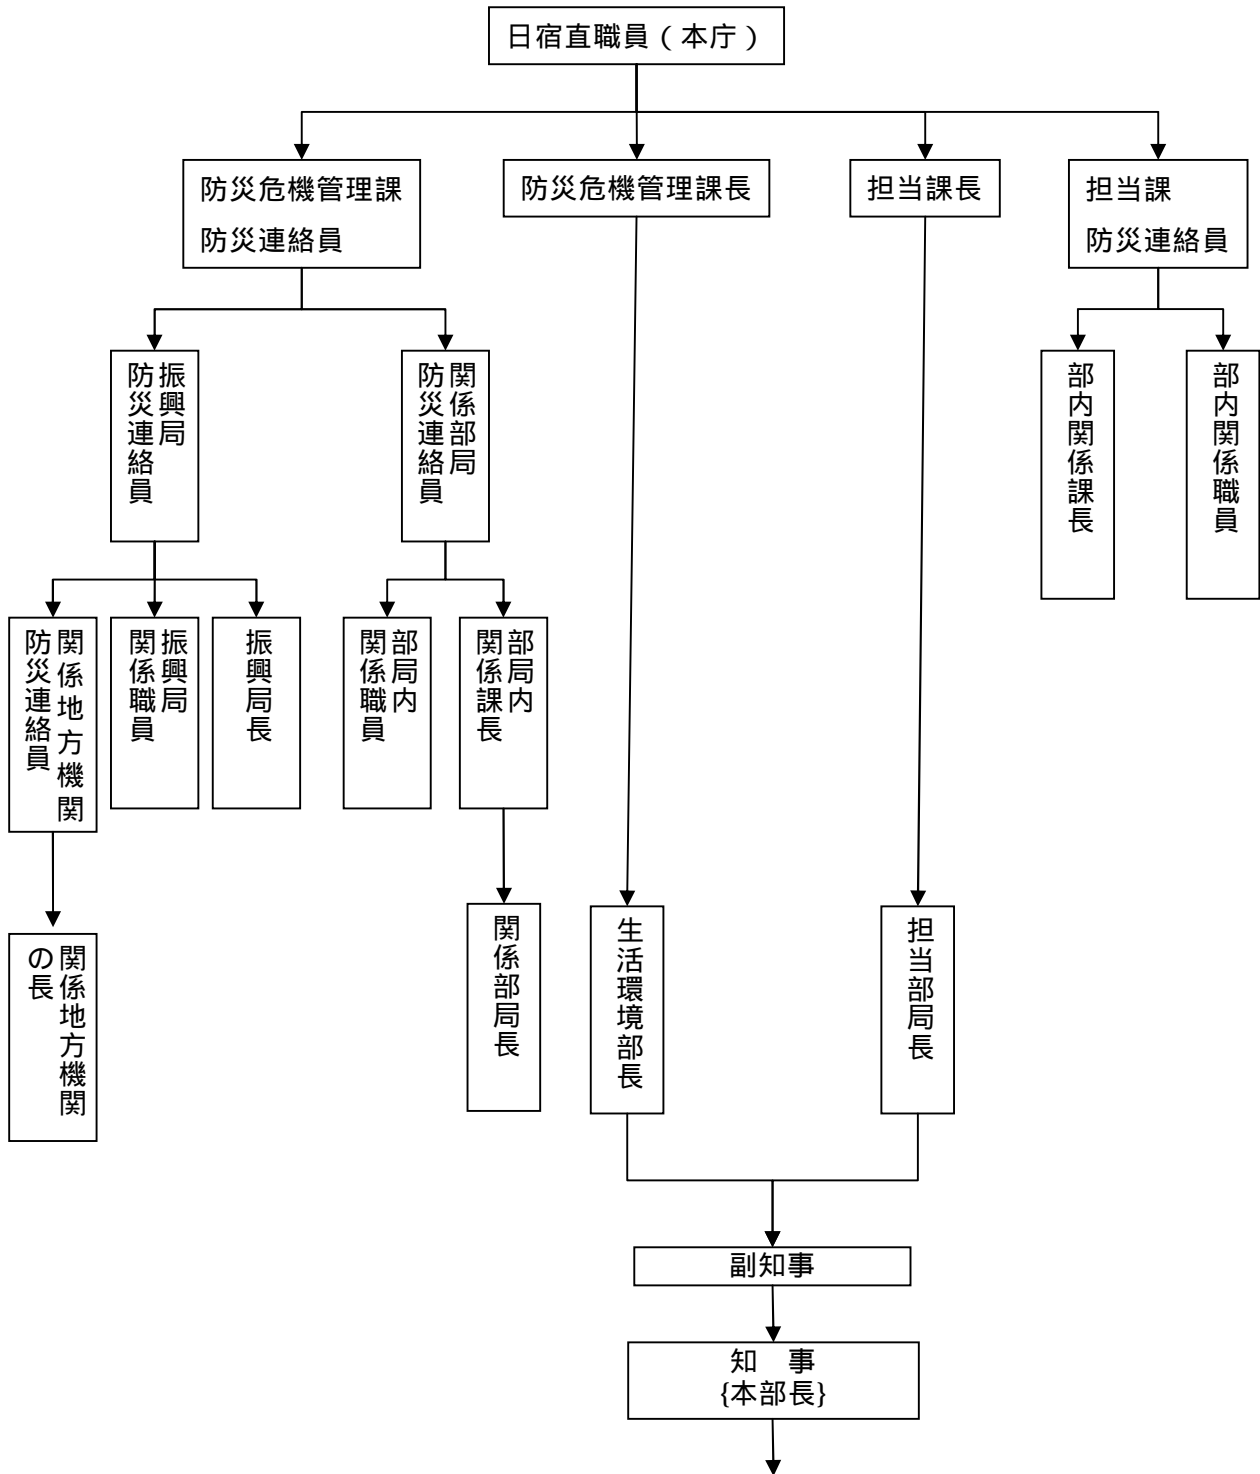 日宿直職員（本庁）
防災危機管理課
防災連絡員
防災危機管理課長
担当課長
担当課
防災連絡員
振興局
防災連絡員
関係部局
防災連絡員
部内関係課長
部内関係職員
関係地方機関
防災連絡員
振興局
関係職員
振興局長
部局内
関係職員
部局内
関係課長
関係地方機関
の長
関係部局長
生活環境部長
担当部局長
副知事
知　事
{本部長}